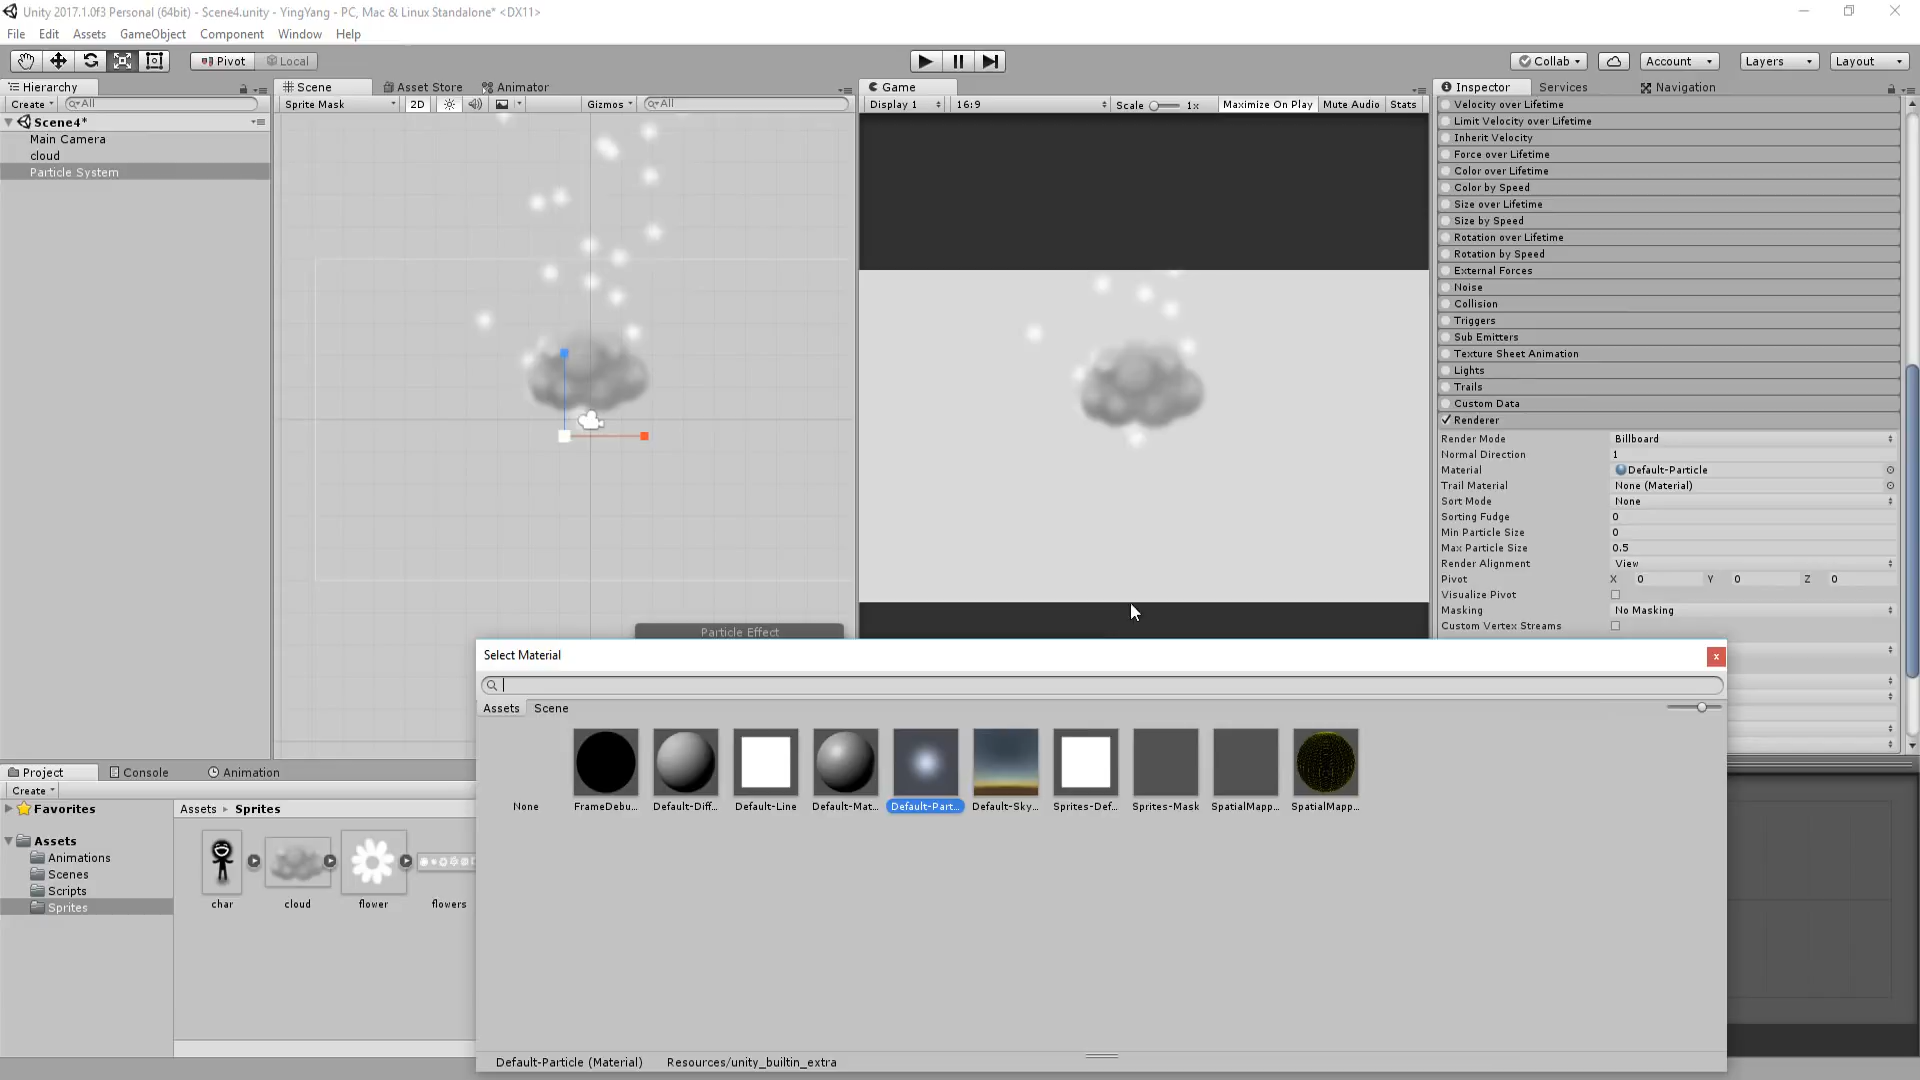 Unity 2017.1.0f3 Personal (64bit) - Scene4.unity - YingYang - PC, Mac & Linux Standalone* <DX11>
File Edit Assets GameObject Component Window Help
Pivot Local Collab Account Layers Layout
Hierarchy
Create All
Scene4*
Main Camera
cloud
Particle System
Scene Asset Store Animator
Sprite Mask 2D Gizmos All
Particle Effect
Game
Display 1 16:9 Scale 1x Maximize On Play Mute Audio Stats
Inspector Services Navigation
Velocity over Lifetime
Limit Velocity over Lifetime
Inherit Velocity
Force over Lifetime
Color over Lifetime
Color by Speed
Size over Lifetime
Size by Speed
Rotation over Lifetime
Rotation by Speed
External Forces
Noise
Collision
Triggers
Sub Emitters
Texture Sheet Animation
Lights
Trails
Custom Data
Renderer
Render Mode Billboard
Normal Direction 1
Material Default-Particle
Trail Material None (Material)
Sort Mode None
Sorting Fudge 0
Min Particle Size 0
Max Particle Size 0.5
Render Alignment View
Pivot X 0 Y 0 Z 0
Visualize Pivot
Masking No Masking
Custom Vertex Streams
Select Material
Assets Scene
None FrameDebu... Default-Diff... Default-Line Default-Mat... Default-Part... Default-Sky... Sprites-Def... Sprites-Mask SpatialMapp... SpatialMapp...
Default-Particle (Material) Resources/unity_builtin_extra
Project Console Animation
Create
Favorites
Assets
Animations
Scenes
Scripts
Sprites
Assets Sprites
char cloud flower flowers